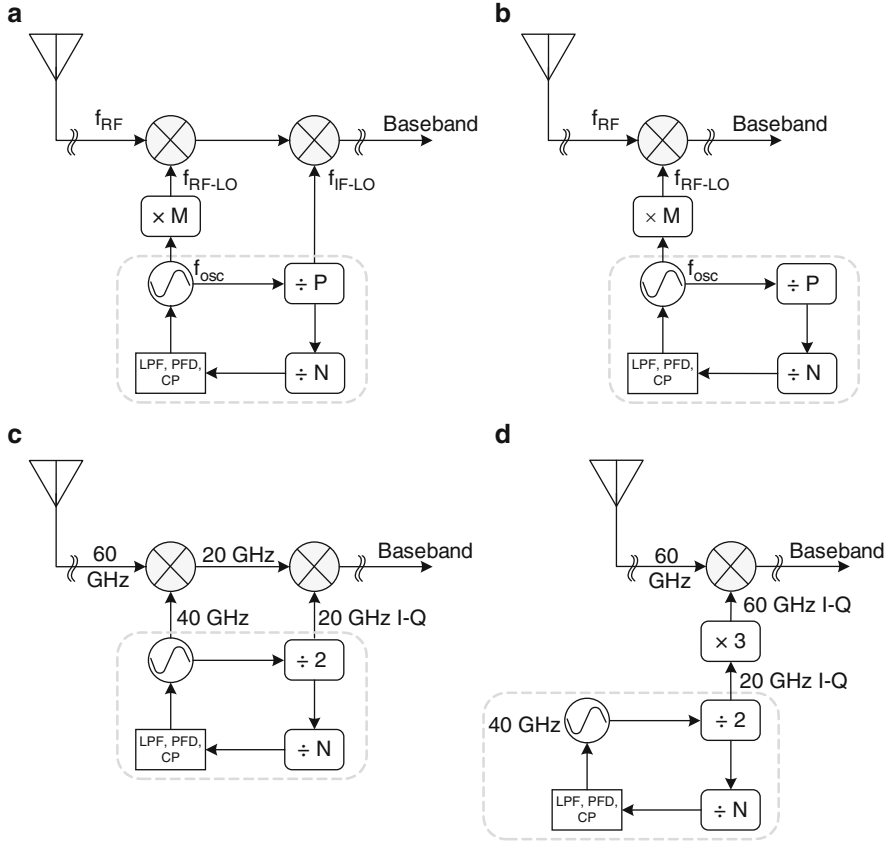 a
f_RF
Baseband
f_RF-LO
f_IF-LO
× M
f_osc
÷ P
LPF, PFD,
CP
÷ N
b
f_RF
Baseband
f_RF-LO
× M
f_osc
÷ P
LPF, PFD,
CP
÷ N
c
60
GHz
20 GHz
Baseband
40 GHz
20 GHz I-Q
÷ 2
LPF, PFD,
CP
÷ N
d
60
GHz
Baseband
60 GHz I-Q
× 3
20 GHz I-Q
40 GHz
÷ 2
LPF, PFD,
CP
÷ N